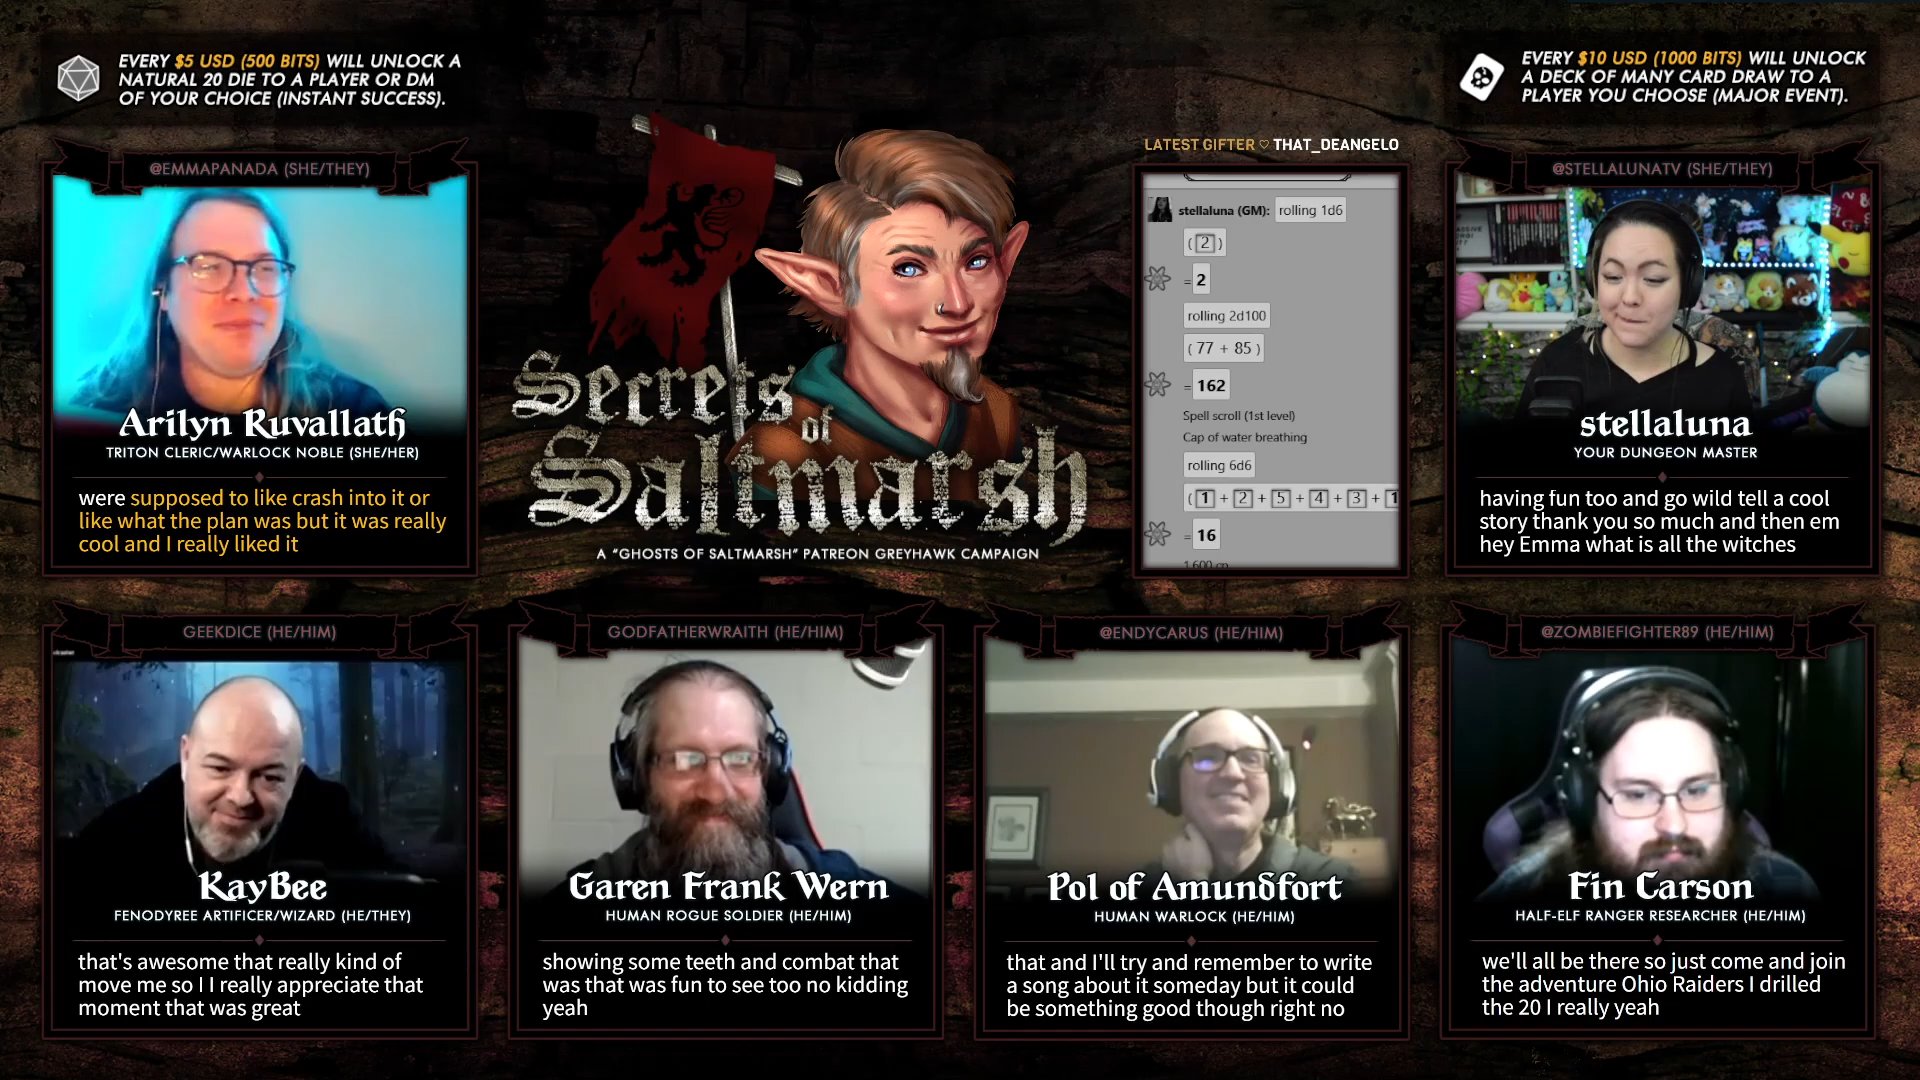 EVERY $5 USD (500 BITS) WILL UNLOCK A
NATURAL 20 DIE TO A PLAYER OR DM
OF YOUR CHOICE (INSTANT SUCCESS).
EVERY $10 USD (1000 BITS) WILL UNLOCK
A DECK OF MANY CARD DRAW TO A
PLAYER YOU CHOOSE (MAJOR EVENT).
@EMMAPANADA (SHE/THEY)
Arilyn Ruvallath
TRITON CLERIC/WARLOCK NOBLE (SHE/HER)
were supposed to like crash into it or
like what the plan was but it was really
cool and I really liked it
Secrets
of
Saltmarsh
A "GHOSTS OF SALTMARSH" PATREON GREYHAWK CAMPAIGN
LATEST GIFTER ♡ THAT_DEANGELO
stellaluna (GM): rolling 1d6
( 2 )
= 2
rolling 2d100
( 77 + 85 )
= 162
Spell scroll (1st level)
Cap of water breathing
rolling 6d6
( 1 + 2 + 5 + 4 + 3 + 1
= 16
1,600 cp
@STELLALUNATV (SHE/THEY)
stellaluna
YOUR DUNGEON MASTER
having fun too and go wild tell a cool
story thank you so much and then em
hey Emma what is all the witches
GEEKDICE (HE/HIM)
KayBee
FENODYREE ARTIFICER/WIZARD (HE/THEY)
that's awesome that really kind of
move me so I I really appreciate that
moment that was great
GODFATHERWRAITH (HE/HIM)
Garen Frank Wern
HUMAN ROGUE SOLDIER (HE/HIM)
showing some teeth and combat that
was that was fun to see too no kidding
yeah
@ENDYCARUS (HE/HIM)
Pol of Amundfort
HUMAN WARLOCK (HE/HIM)
that and I'll try and remember to write
a song about it someday but it could
be something good though right no
@ZOMBIEFIGHTER89 (HE/HIM)
Fin Carson
HALF-ELF RANGER RESEARCHER (HE/HIM)
we'll all be there so just come and join
the adventure Ohio Raiders I drilled
the 20 I really yeah